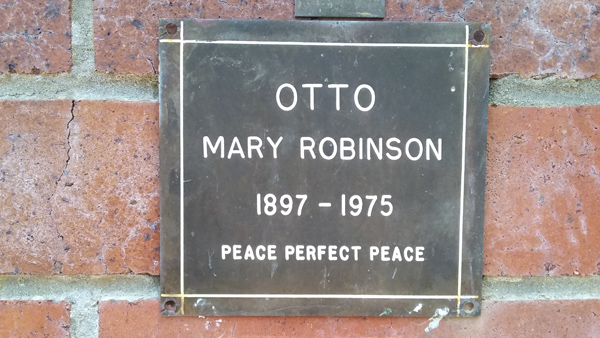 OTTO
MARY ROBINSON
1897 - 1975
PEACE PERFECT PEACE